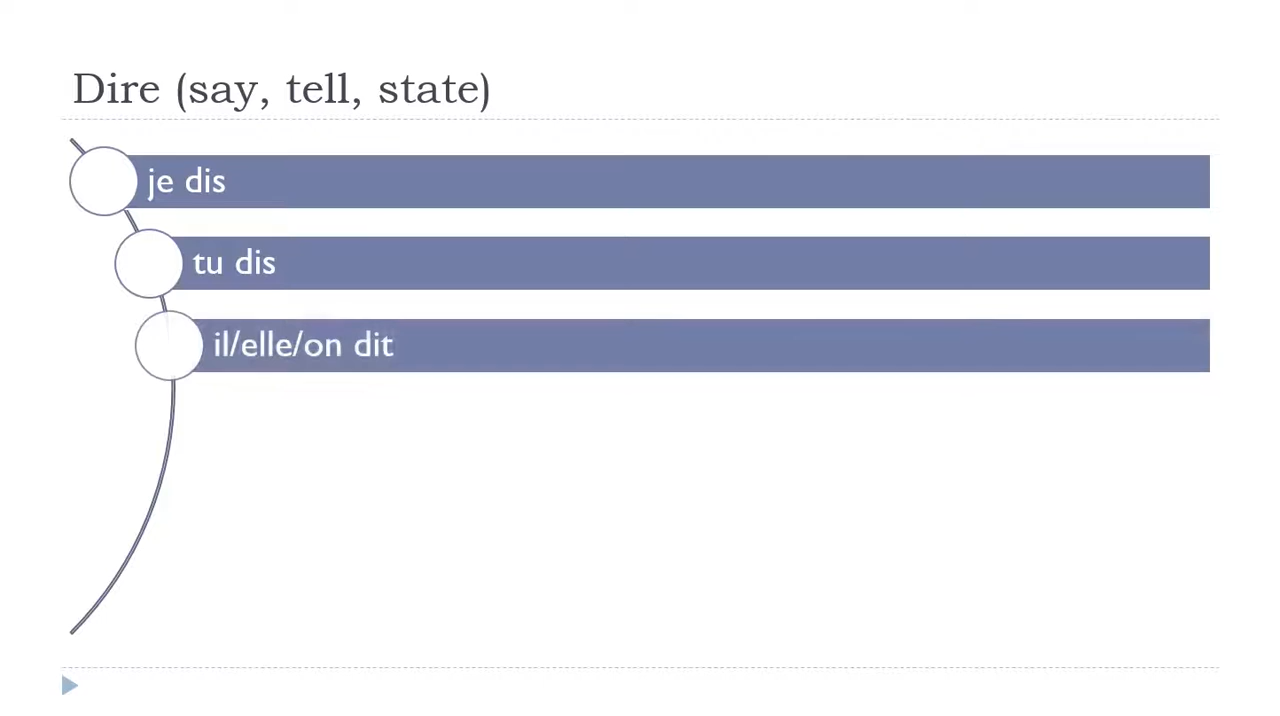 Dire (say, tell, state)
je dis
tu dis
il/elle/on dit